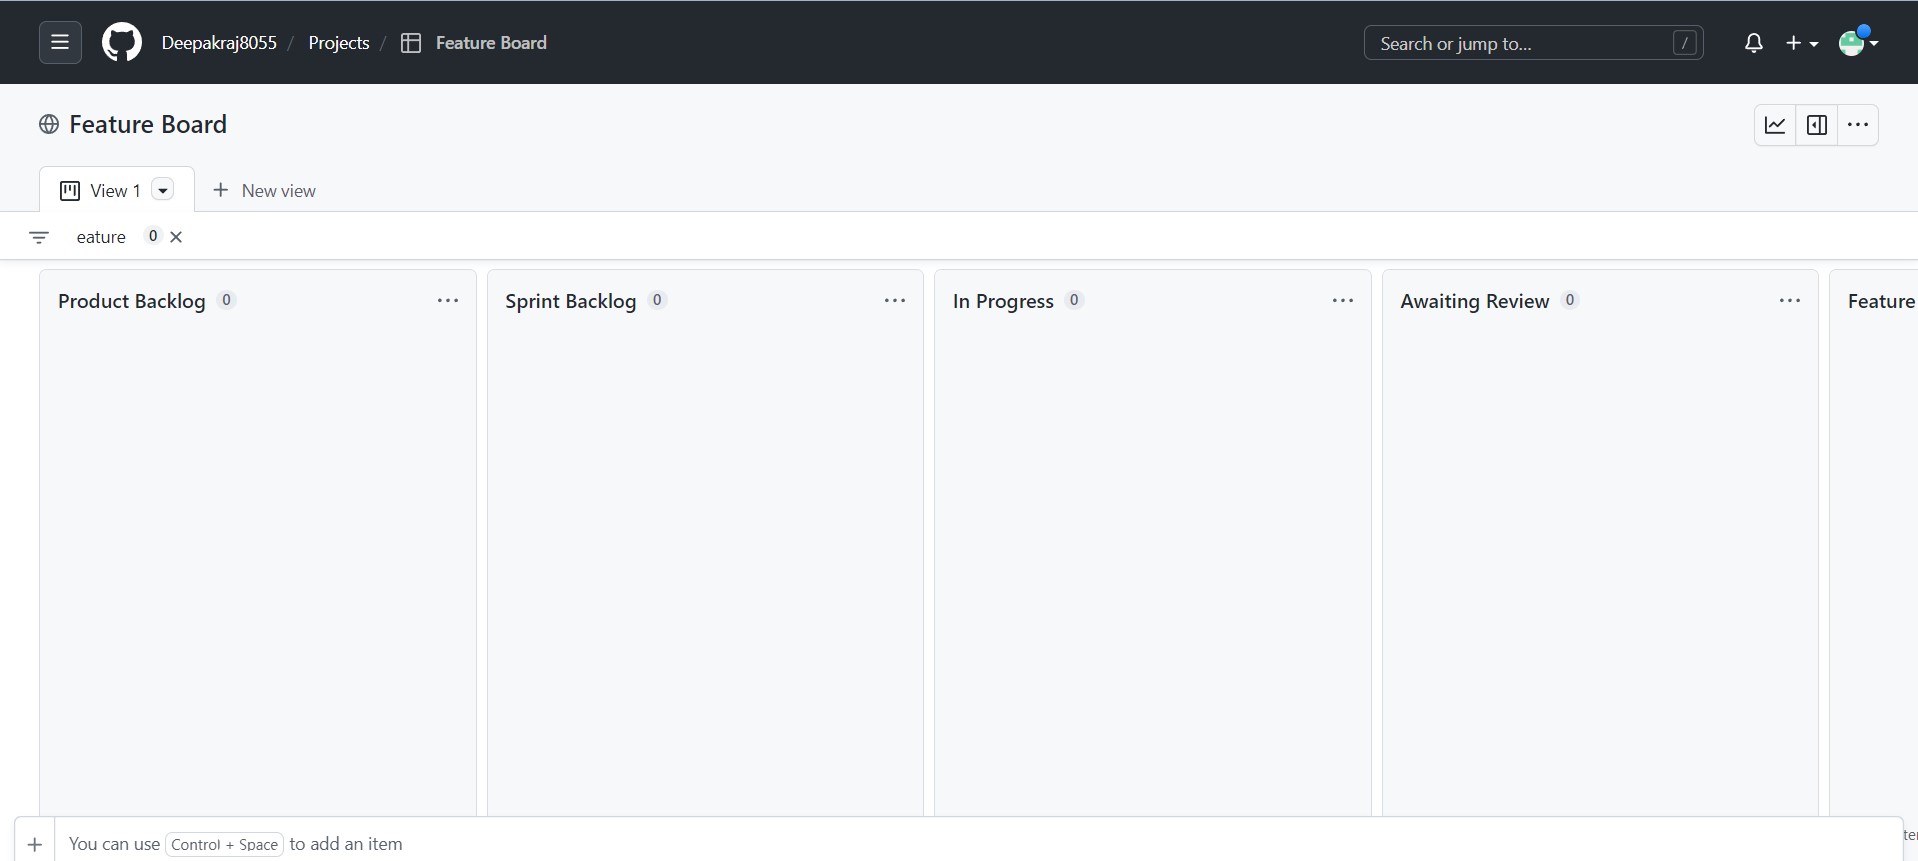 Deepakraj8055 / Projects / Feature Board
Search or jump to... /
Feature Board
View 1
New view
eature 0
Product Backlog 0
Sprint Backlog 0
In Progress 0
Awaiting Review 0
Feature
You can use Control + Space to add an item